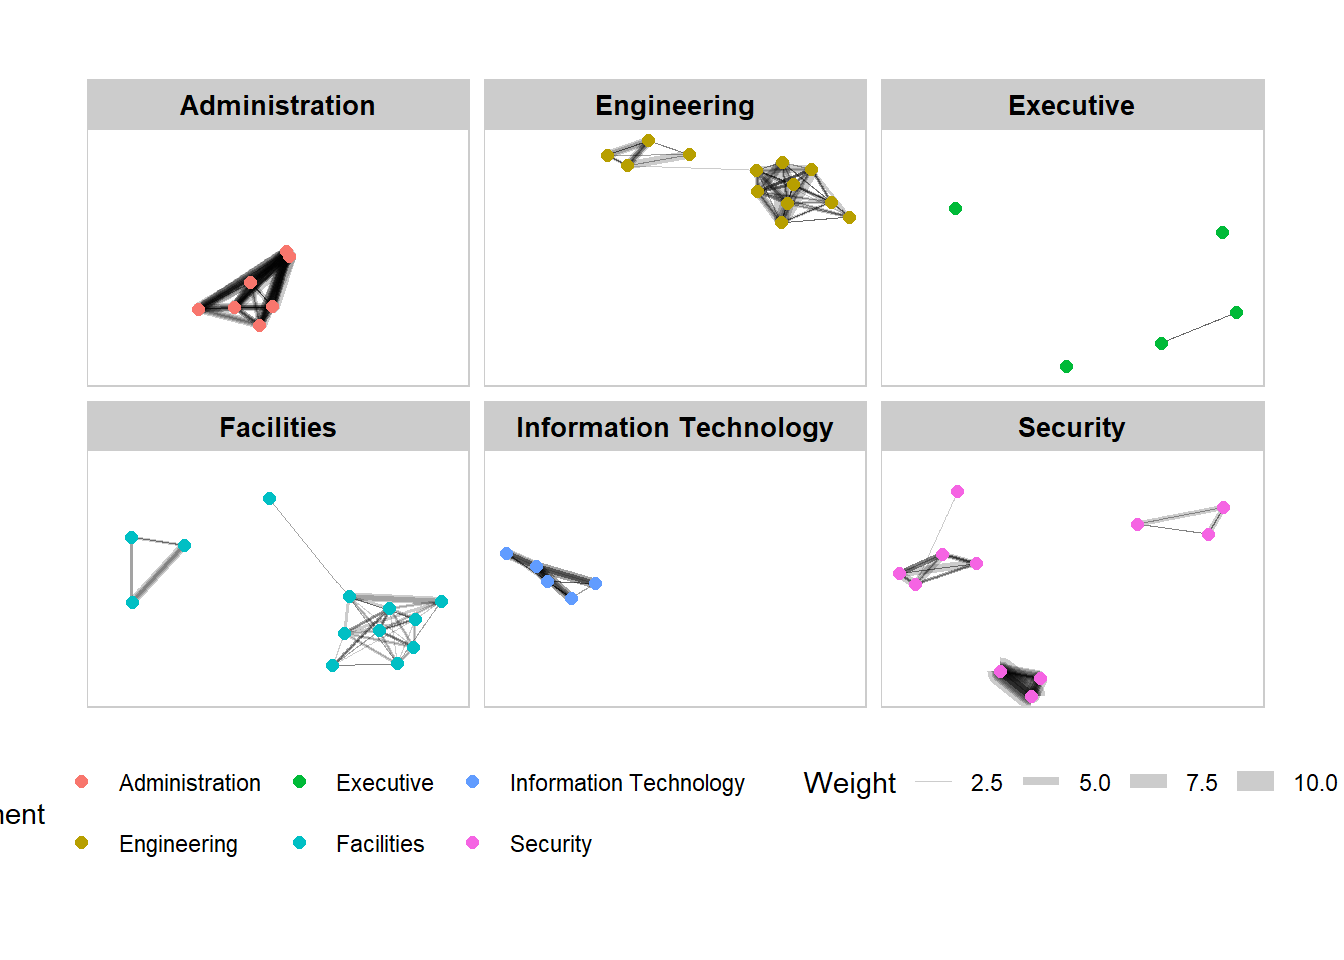 Administration
Engineering
Executive
Facilities
Information Technology
Security
Administration
Executive
Information Technology
Weight
2.5
5.0
7.5
10.0
nent
Engineering
Facilities
Security